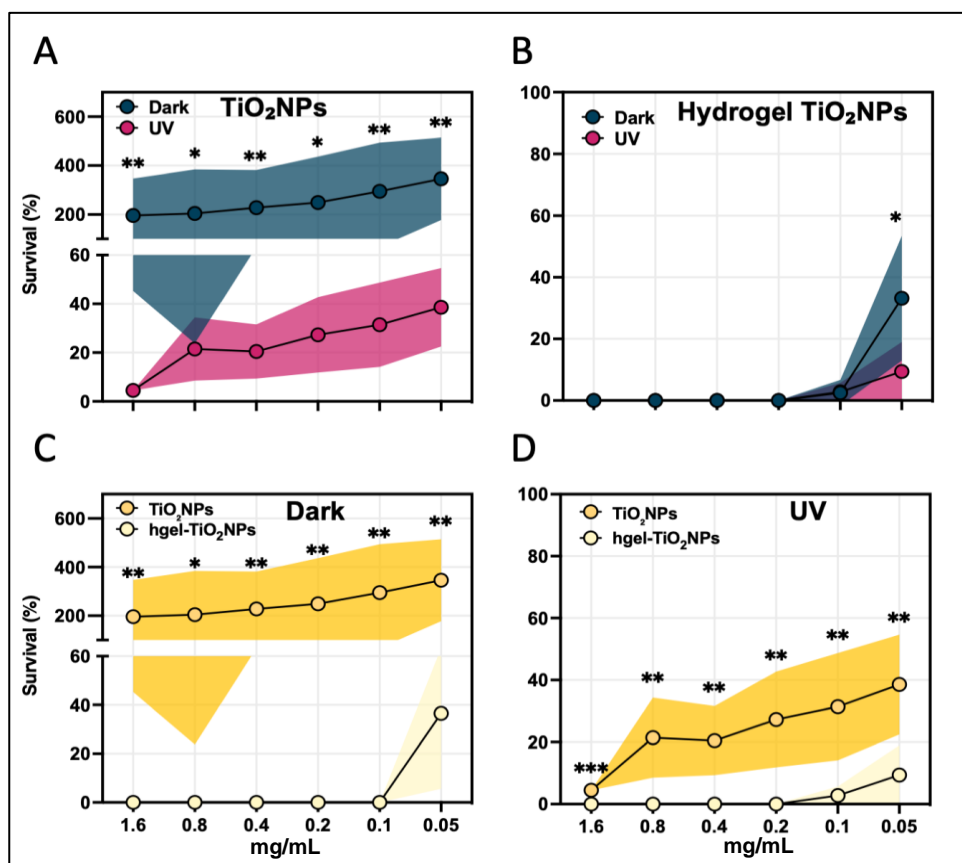 A
TiO₂NPs
Dark
UV
** * ** * ** **
600
400
200
60
40
20
0
Survival (%)
B
Hydrogel TiO₂NPs
Dark
UV
*
100
80
60
40
20
0
C
Dark
TiO₂NPs
hgel-TiO₂NPs
** * ** ** ** **
600
400
200
60
40
20
0
Survival (%)
1.6 0.8 0.4 0.2 0.1 0.05
mg/mL
D
UV
TiO₂NPs
hgel-TiO₂NPs
*** ** ** ** ** **
100
80
60
40
20
0
1.6 0.8 0.4 0.2 0.1 0.05
mg/mL